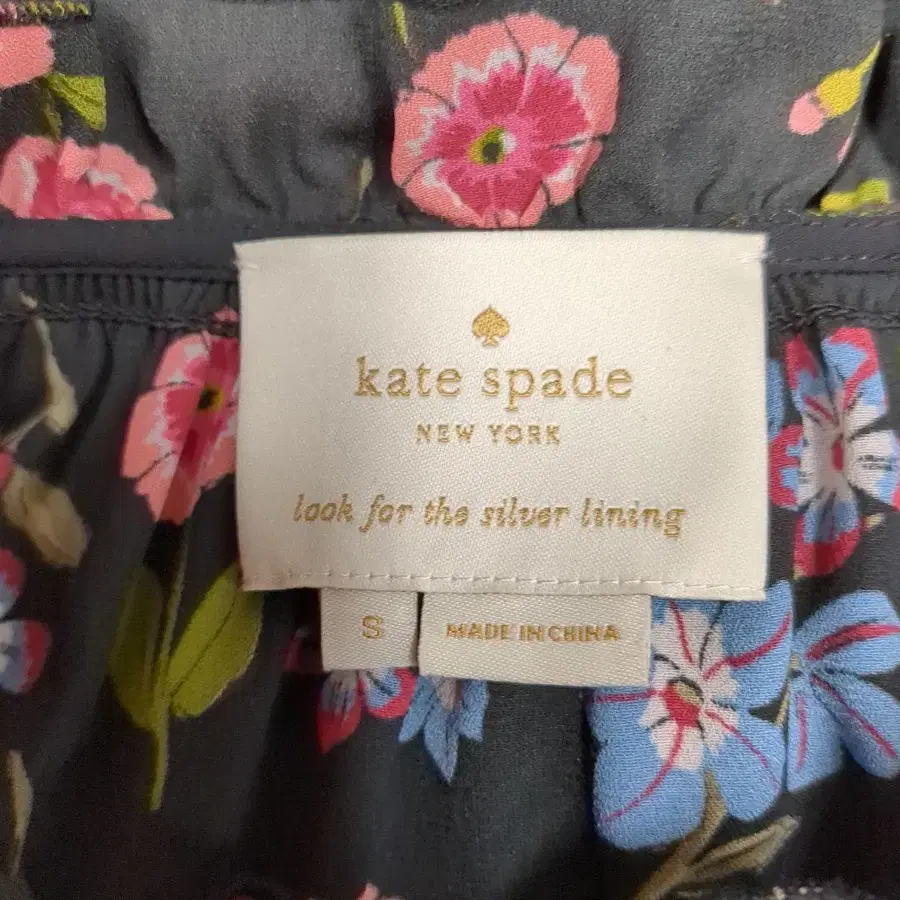 kate spade
NEW YORK
look for the silver lining
S
MADE IN CHINA